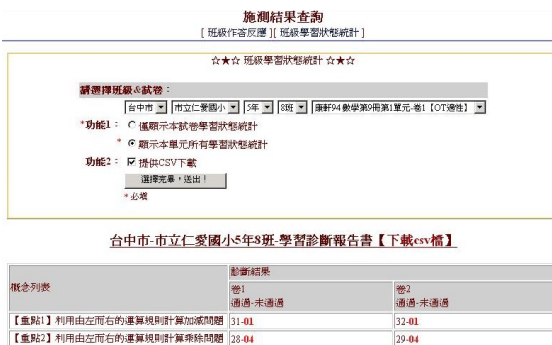 施測結果查詢
[ 班級作答反應 ][ 班級學習狀態統計 ]
☆★☆ 班級學習狀態統計 ☆★☆
請選擇班級&試卷：
台中市 市立仁愛國小 5年 8班 康軒94數學第9冊第1單元-卷1【OT適性】
*功能1： 僅顯示本試卷學習狀態統計
* 顯示本單元所有學習狀態統計
功能2： 提供CSV下載
選擇完畢，送出！
* 必填
台中市-市立仁愛國小5年8班-學習診斷報告書【下載csv檔】
概念列表 診斷結果
卷1 卷2
通過-未通過 通過-未通過
【重點1】利用由左而右的運算規則計算加減問題 31-01 32-01
【重點2】利用由左而右的運算規則計算乘除問題 28-04 29-04